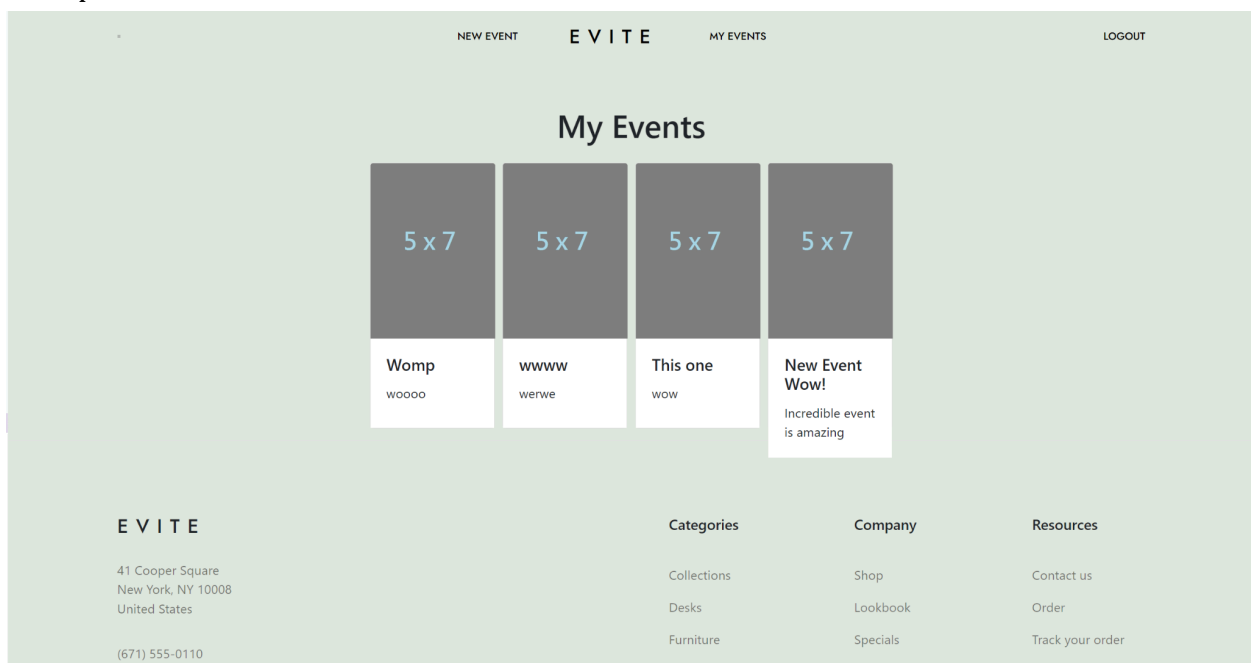 NEW EVENT
EVITE
MY EVENTS
LOGOUT
My Events
5 x 7
5 x 7
5 x 7
5 x 7
Womp
woooo
wwww
werwe
This one
wow
New Event
Wow!
Incredible event
is amazing
EVITE
41 Cooper Square
New York, NY 10008
United States
(671) 555-0110
Categories
Collections
Desks
Furniture
Company
Shop
Lookbook
Specials
Resources
Contact us
Order
Track your order